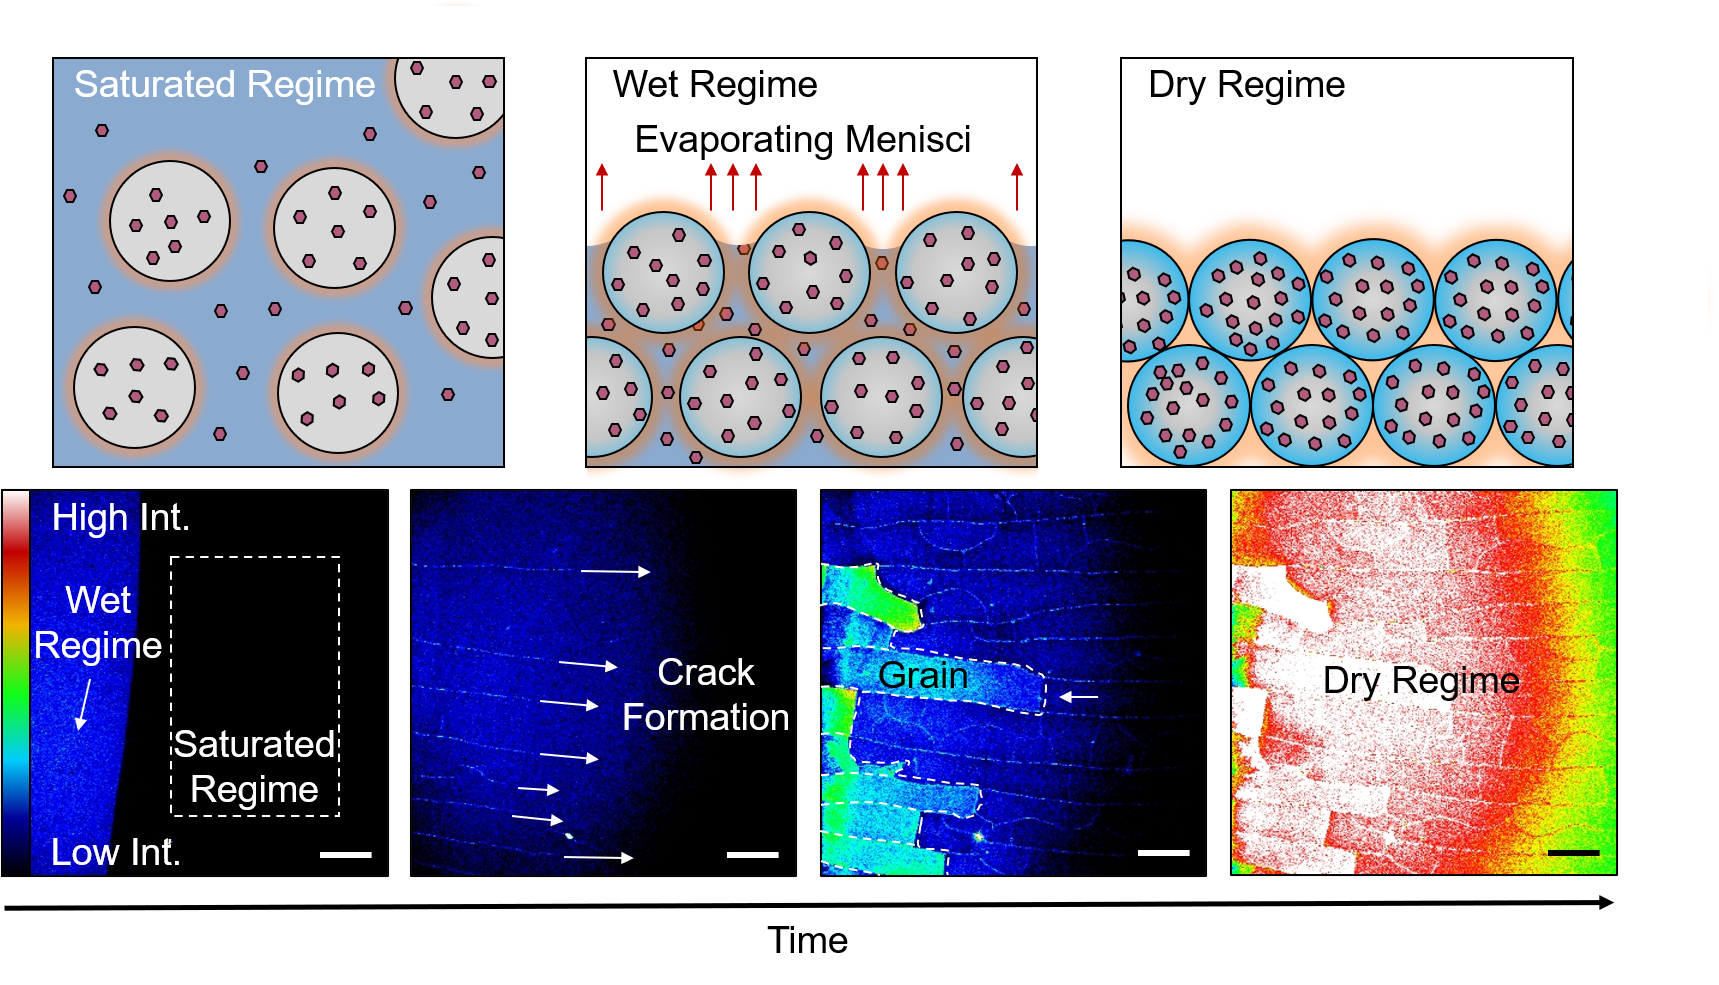 Saturated Regime
Wet Regime
Evaporating Menisci
Dry Regime
High Int.
Wet
Regime
Saturated
Regime
Low Int.
Crack
Formation
Grain
Dry Regime
Time